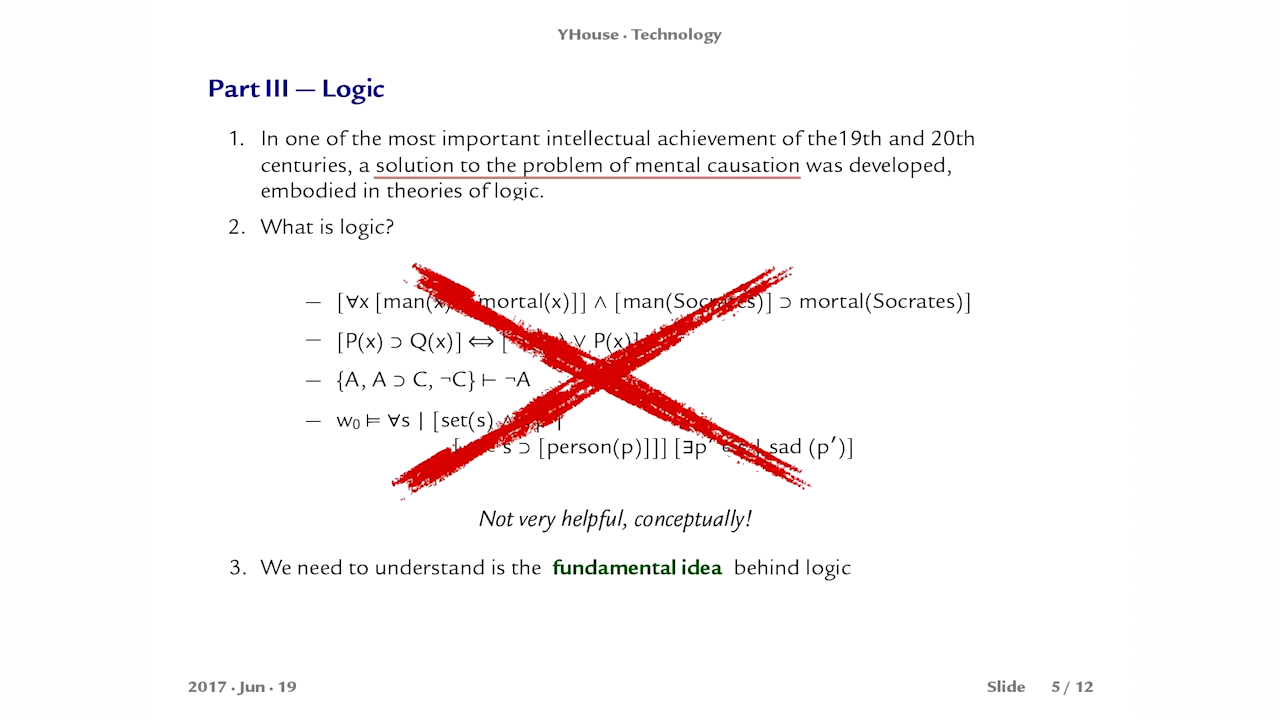 YHouse · Technology
Part III — Logic
1. In one of the most important intellectual achievement of the19th and 20th
centuries, a solution to the problem of mental causation was developed,
embodied in theories of logic.
2. What is logic?
— [∀x [man(x) mortal(x)]] ∧ [man(Socrates)] ⊃ mortal(Socrates)]
— [P(x) ⊃ Q(x)] ⇔ [ ∨ P(x)]
— {A, A ⊃ C, ¬C} ⊢ ¬A
— w₀ ⊨ ∀s | [set(s) ∧
s ⊃ [person(p)]]] [∃p′ | sad (p′)]
Not very helpful, conceptually!
3. We need to understand is the fundamental idea behind logic
2017 · Jun · 19
Slide 5 / 12